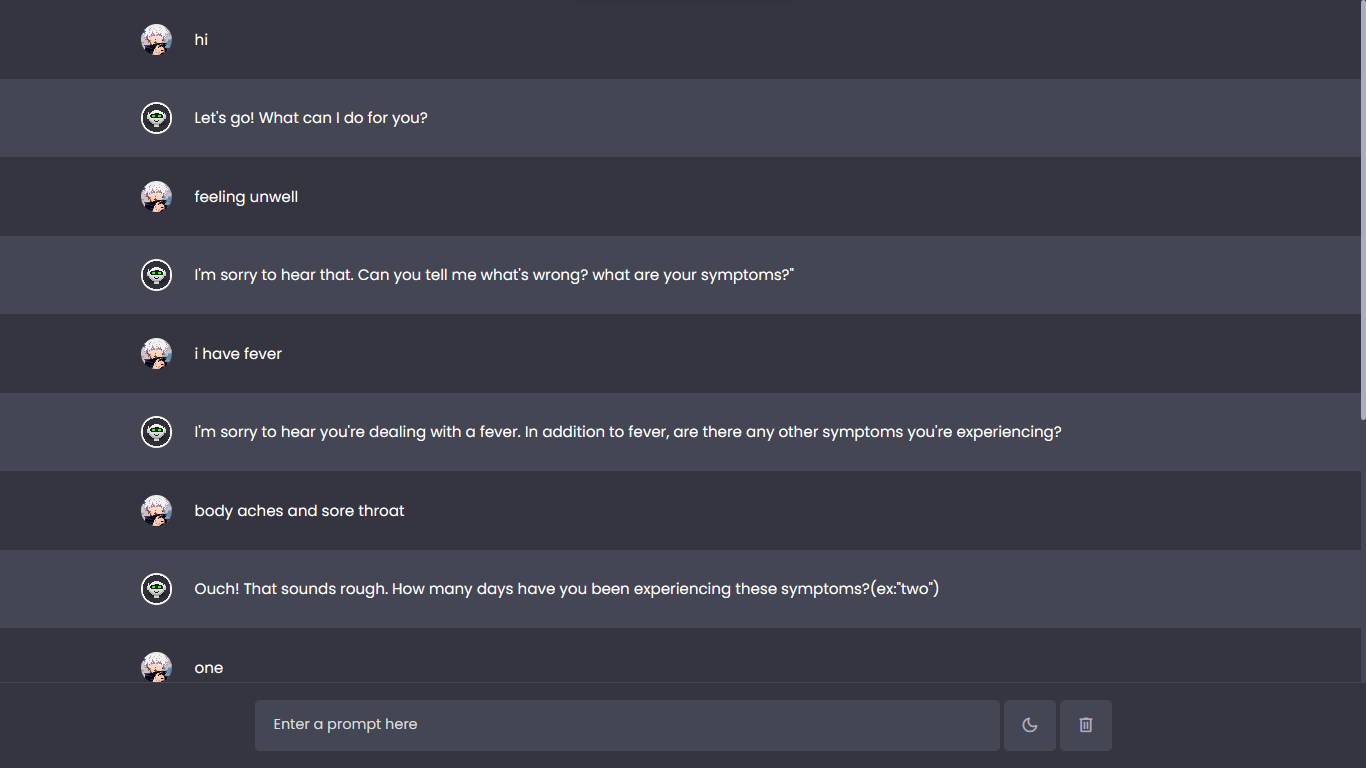 hi
Let's go! What can I do for you?
feeling unwell
I'm sorry to hear that. Can you tell me what's wrong? what are your symptoms?"
i have fever
I'm sorry to hear you're dealing with a fever. In addition to fever, are there any other symptoms you're experiencing?
body aches and sore throat
Ouch! That sounds rough. How many days have you been experiencing these symptoms?(ex:"two")
one
Enter a prompt here